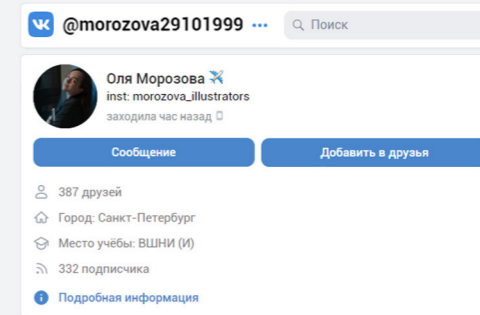 @morozova29101999 ••• Поиск
Оля Морозова ✈️
inst: morozova_illustrators
заходила час назад
Сообщение Добавить в друзья
387 друзей
Город: Санкт-Петербург
Место учёбы: ВШНИ (И)
332 подписчика
Подробная информация